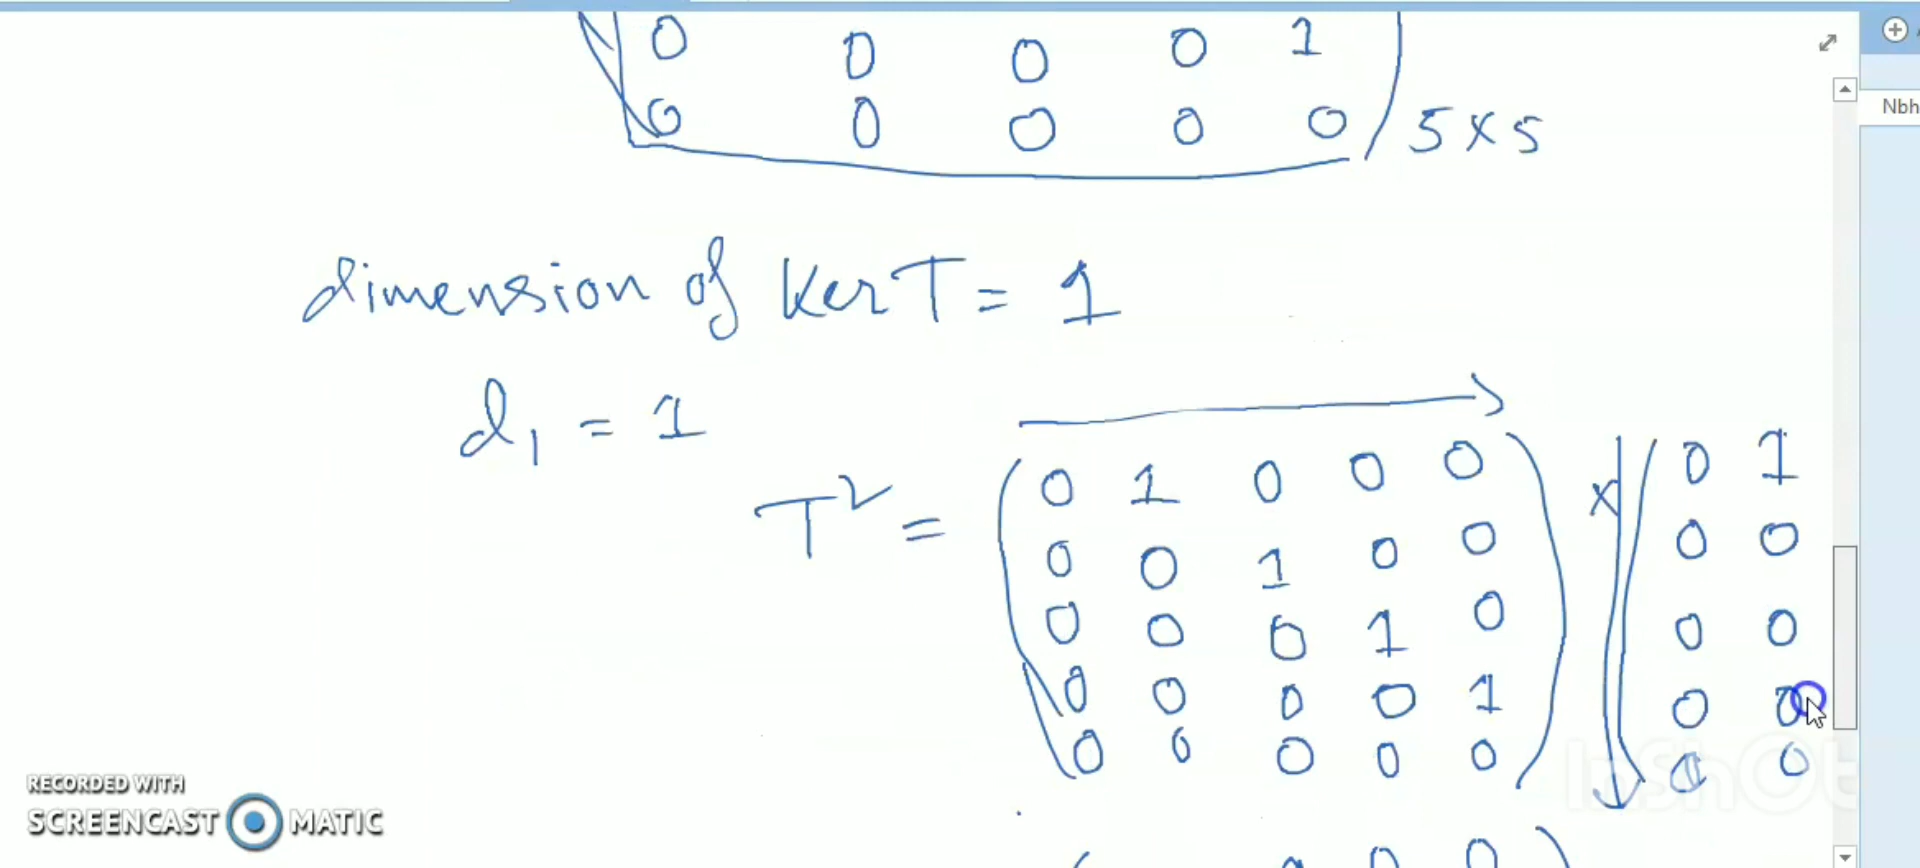 0 0 0 0 1
0 0 0 0 0 5×5
Nbh
dimension of Ker T = 1
d₁ = 1
T² = 0 1 0 0 0 × 0 1
0 0 1 0 0 0 0
0 0 0 1 0 0 0
0 0 0 0 1 0 0
0 0 0 0 0 0
0 0
RECORDED WITH
SCREENCAST MATIC
InShOt